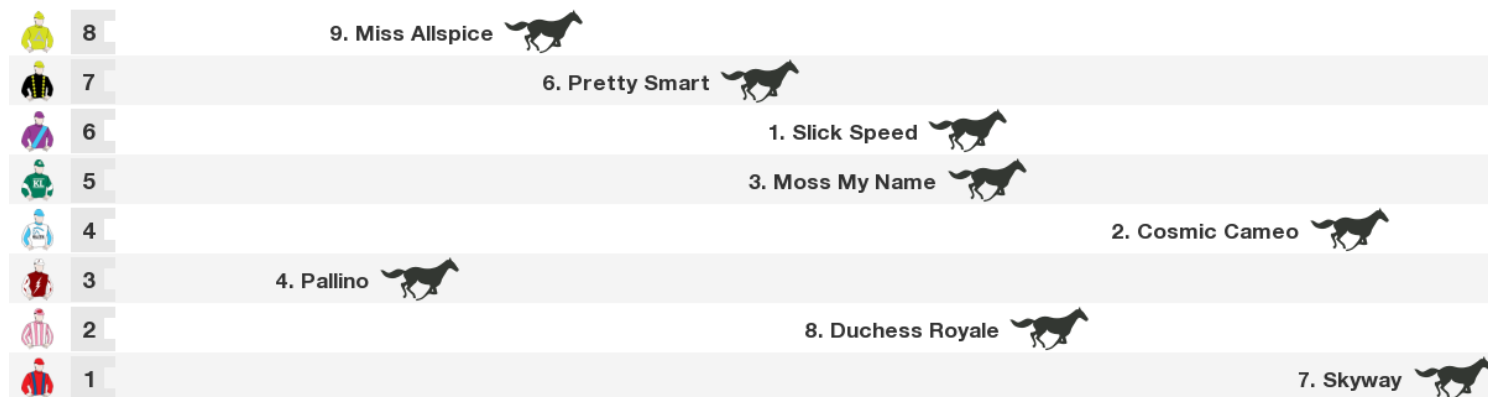 8 9. Miss Allspice
7 6. Pretty Smart
6 1. Slick Speed
5 3. Moss My Name
4 2. Cosmic Cameo
3 4. Pallino
2 8. Duchess Royale
1 7. Skyway